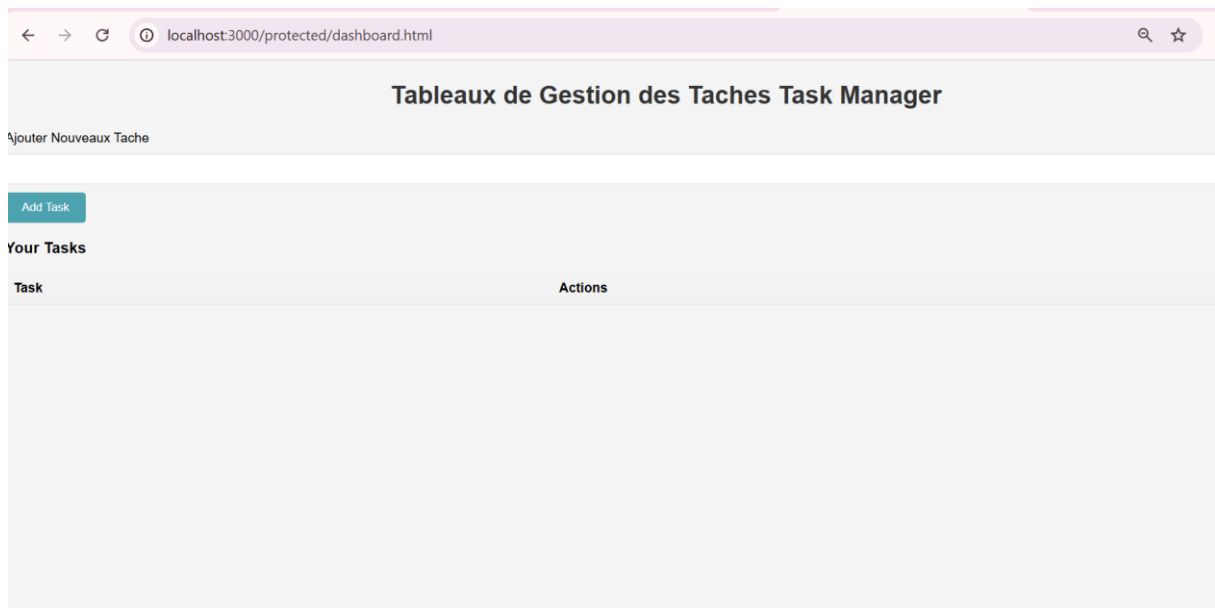 localhost:3000/protected/dashboard.html
Tableaux de Gestion des Taches Task Manager
Ajouter Nouveaux Tache
Add Task
Your Tasks
Task Actions